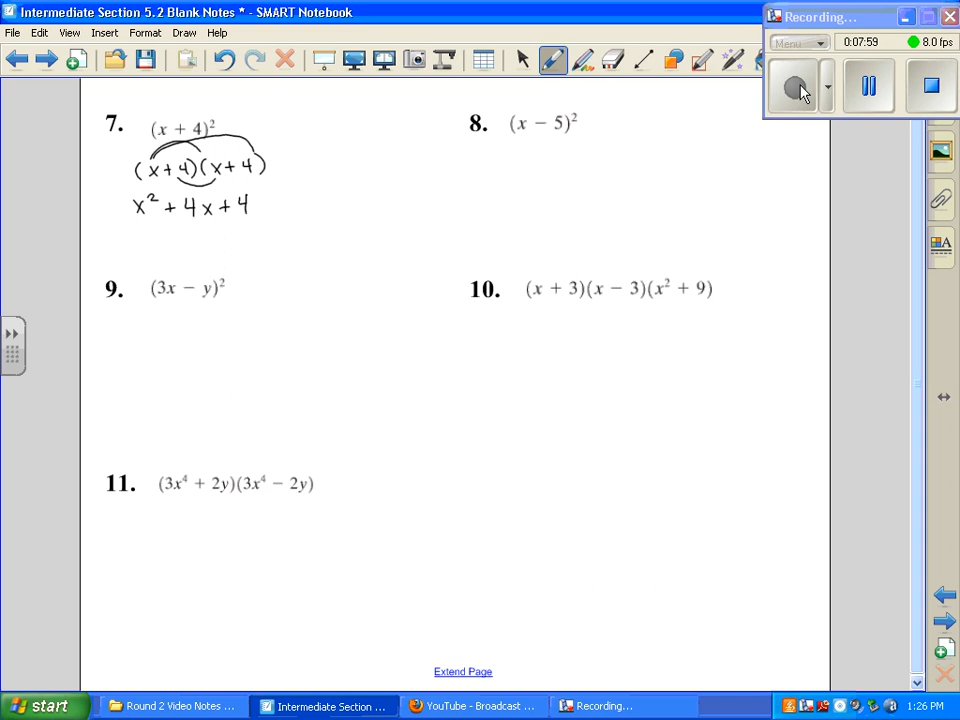 Intermediate Section 5.2 Blank Notes * - SMART Notebook
Recording...
File Edit View Insert Format Draw Help
Menu 0:07:59 8.0 fps
7. (x + 4)² 8. (x − 5)²
(x+4)(x+4)
x² + 4x + 4
9. (3x − y)² 10. (x + 3)(x − 3)(x² + 9)
11. (3x⁴ + 2y)(3x⁴ − 2y)
Extend Page
start Round 2 Video Notes ... Intermediate Section ... YouTube - Broadcast ... Recording... 1:26 PM